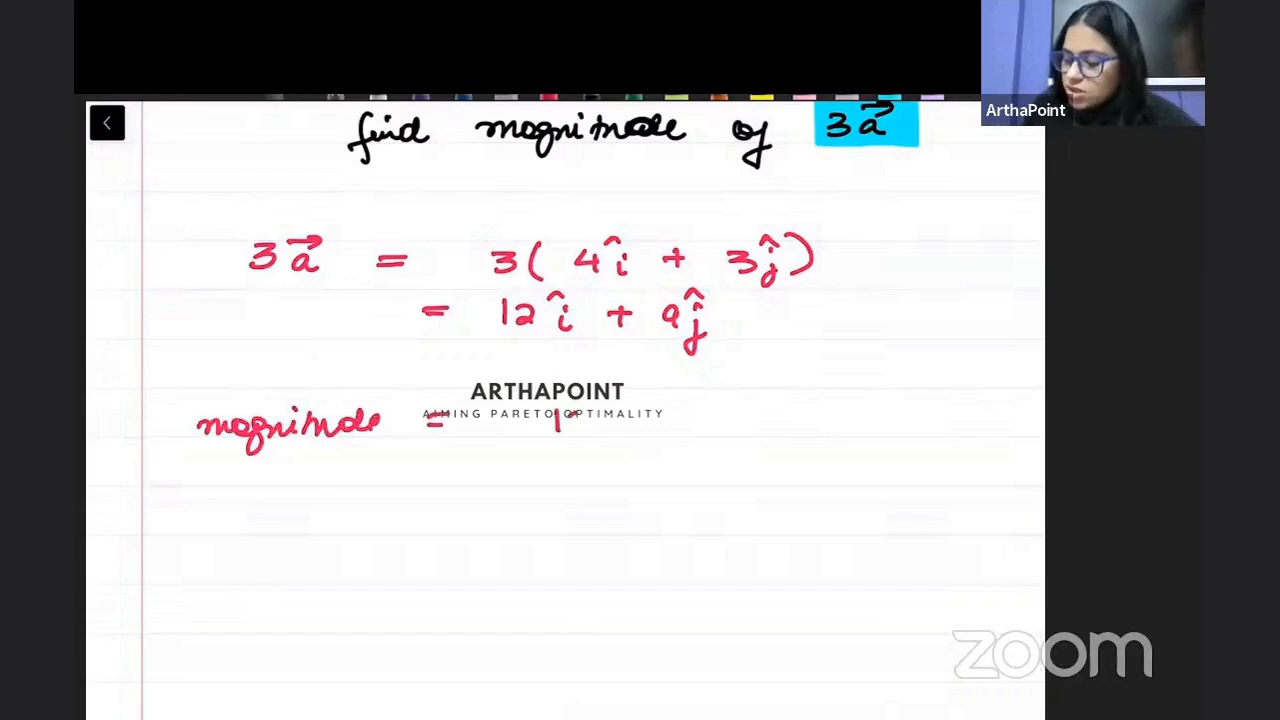 ArthaPoint
find magnitude of 3a⃗
3a⃗ = 3( 4î + 3ĵ )
= 12î + 9ĵ
ARTHAPOINT
AIMING PARETO OPTIMALITY
magnitude =
zoom